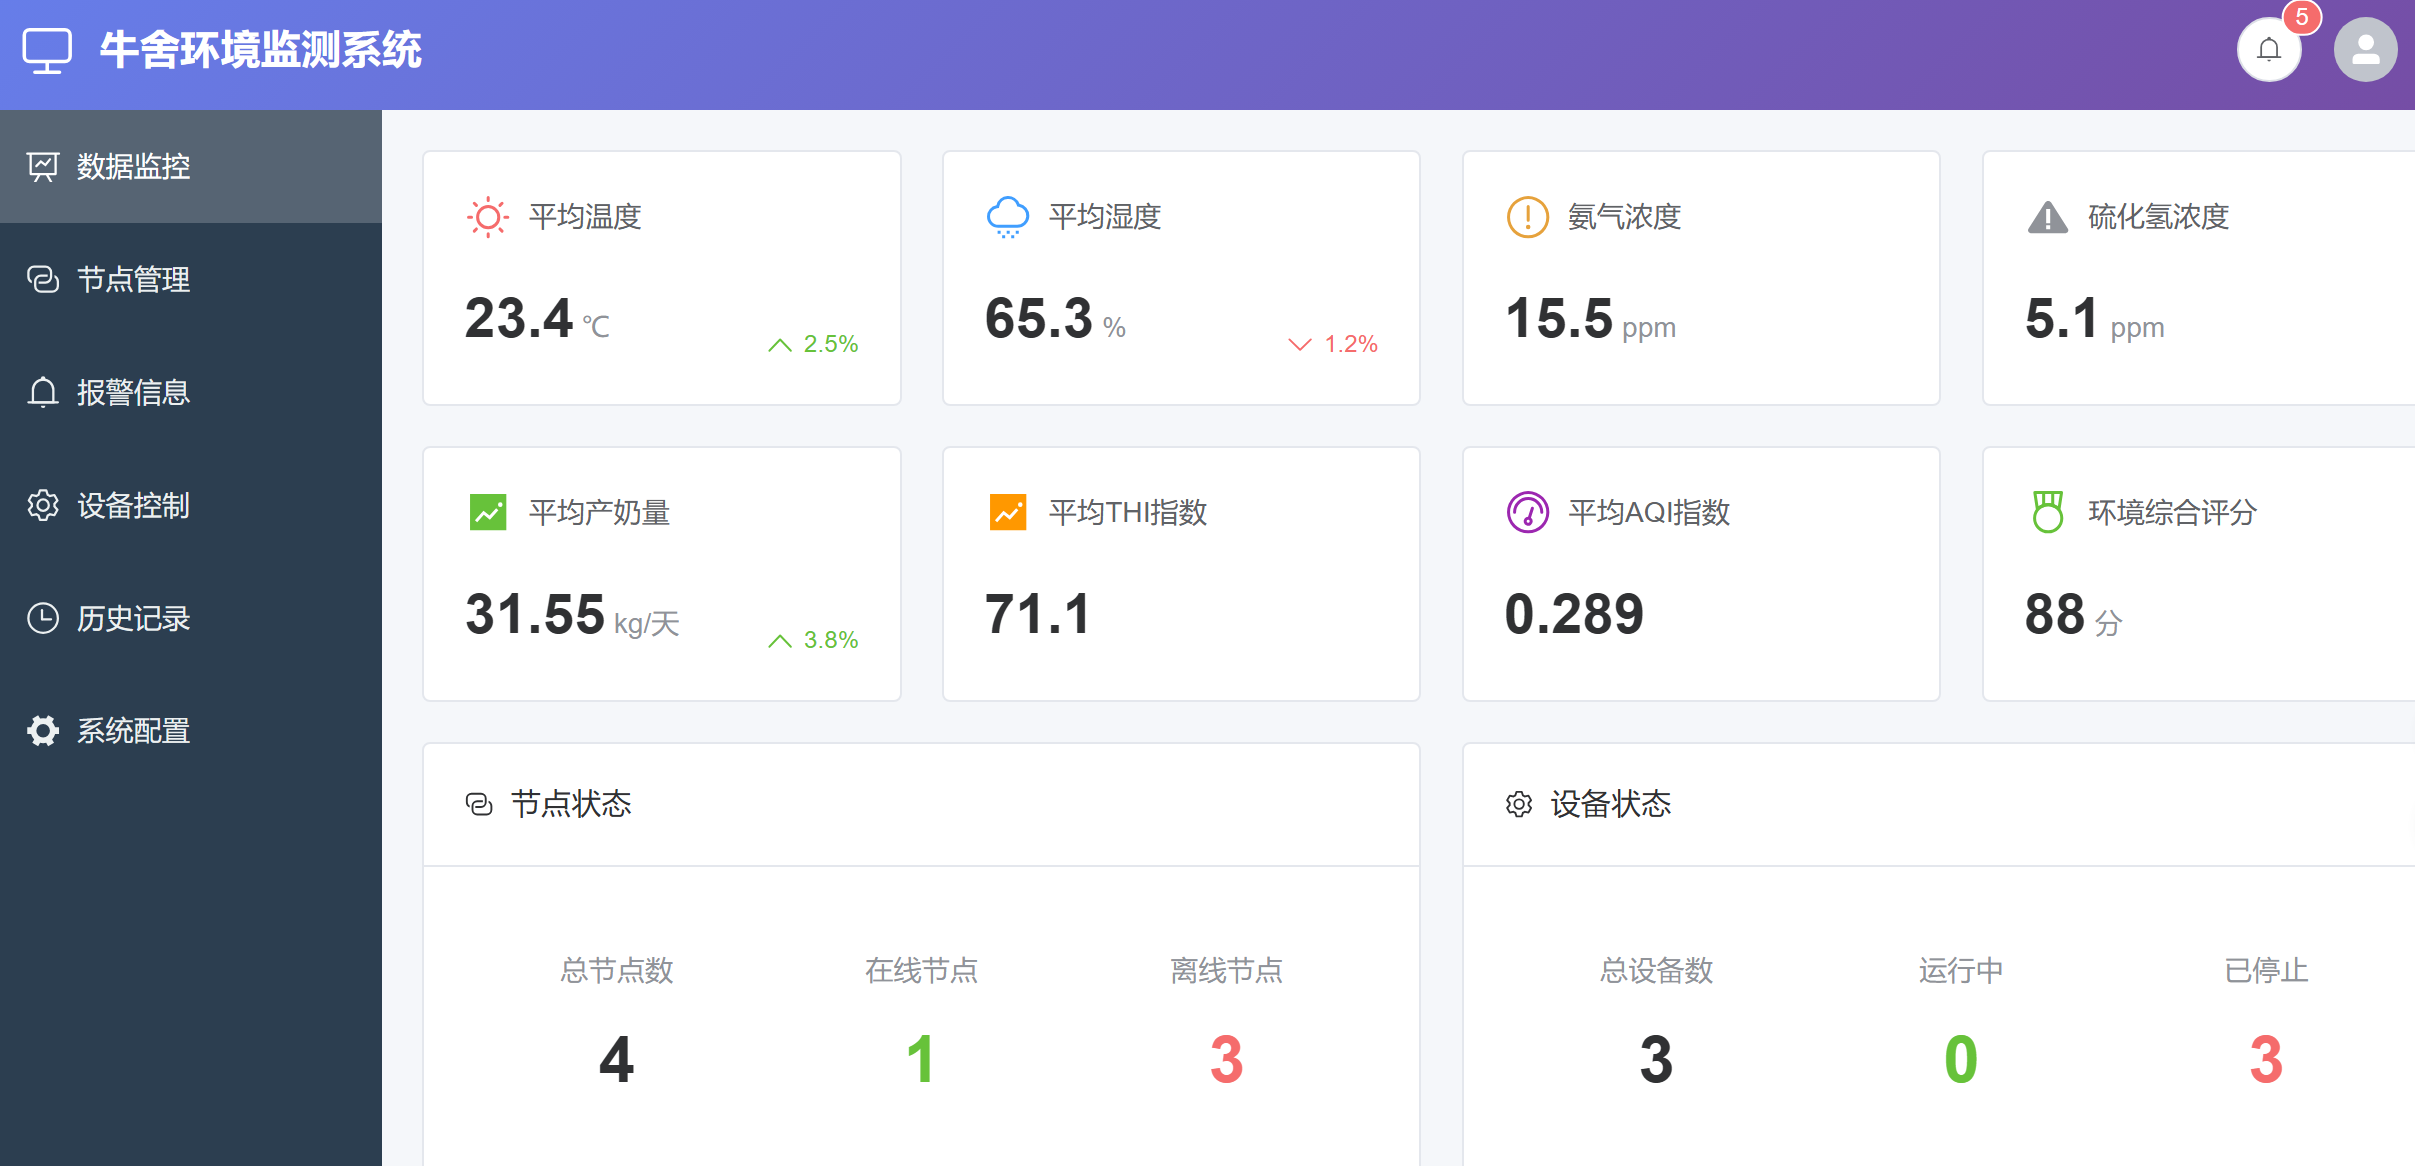 牛舍环境监测系统
5
数据监控
节点管理
报警信息
设备控制
历史记录
系统配置
平均温度
23.4 ℃
2.5%
平均湿度
65.3 %
1.2%
氨气浓度
15.5 ppm
硫化氢浓度
5.1 ppm
平均产奶量
31.55 kg/天
3.8%
平均THI指数
71.1
平均AQI指数
0.289
环境综合评分
88 分
节点状态
总节点数
4
在线节点
1
离线节点
3
设备状态
总设备数
3
运行中
0
已停止
3